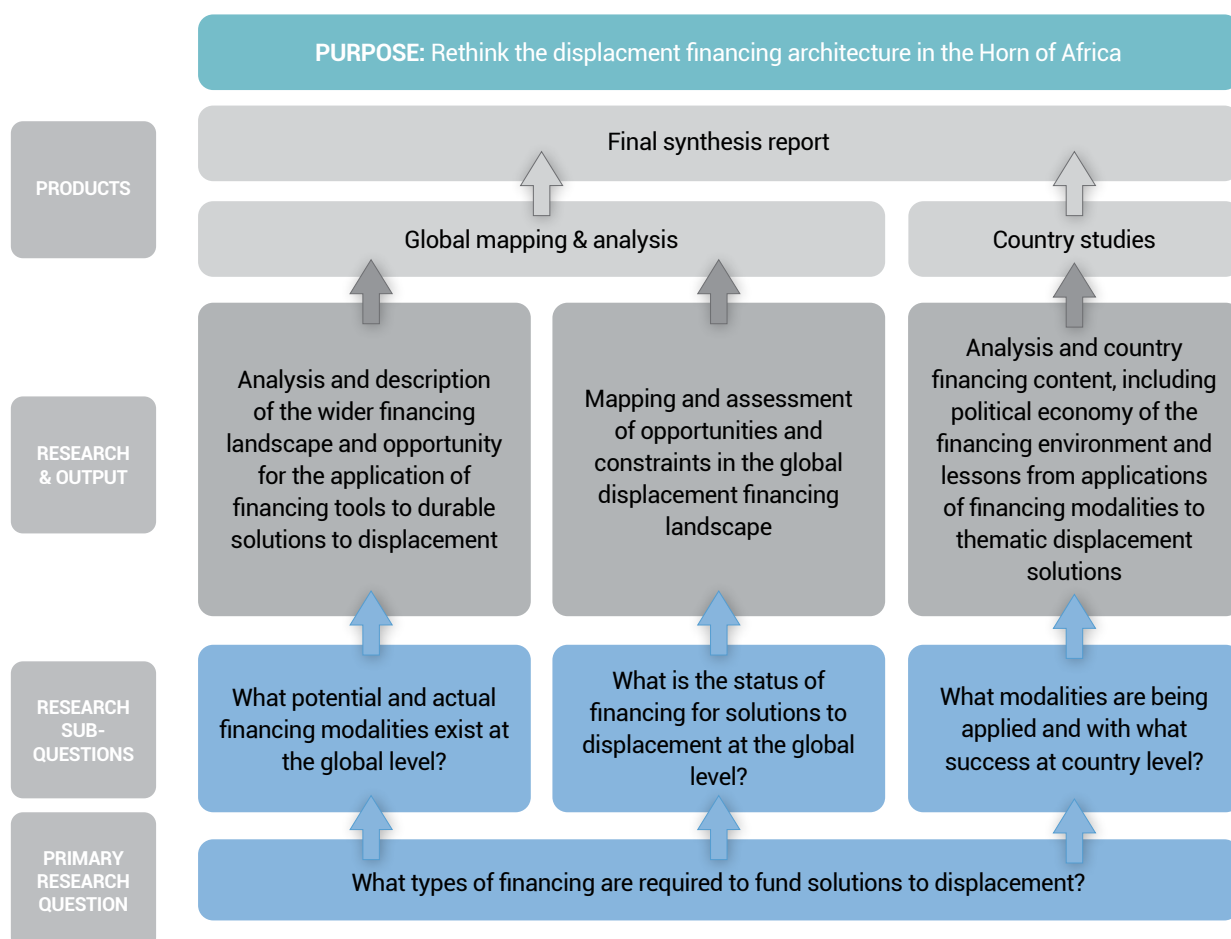 PURPOSE: Rethink the displacment financing architecture in the Horn of Africa
PRODUCTS
Final synthesis report
Global mapping & analysis
Country studies
RESEARCH
& OUTPUT
Analysis and description
of the wider financing
landscape and opportunity
for the application of
financing tools to durable
solutions to displacement
Mapping and assessment
of opportunities and
constraints in the global
displacement financing
landscape
Analysis and country
financing content, including
political economy of the
financing environment and
lessons from applications
of financing modalities to
thematic displacement
solutions
RESEARCH
SUB-
QUESTIONS
What potential and actual
financing modalities exist at
the global level?
What is the status of
financing for solutions to
displacement at the global
level?
What modalities are being
applied and with what
success at country level?
PRIMARY
RESEARCH
QUESTION
What types of financing are required to fund solutions to displacement?